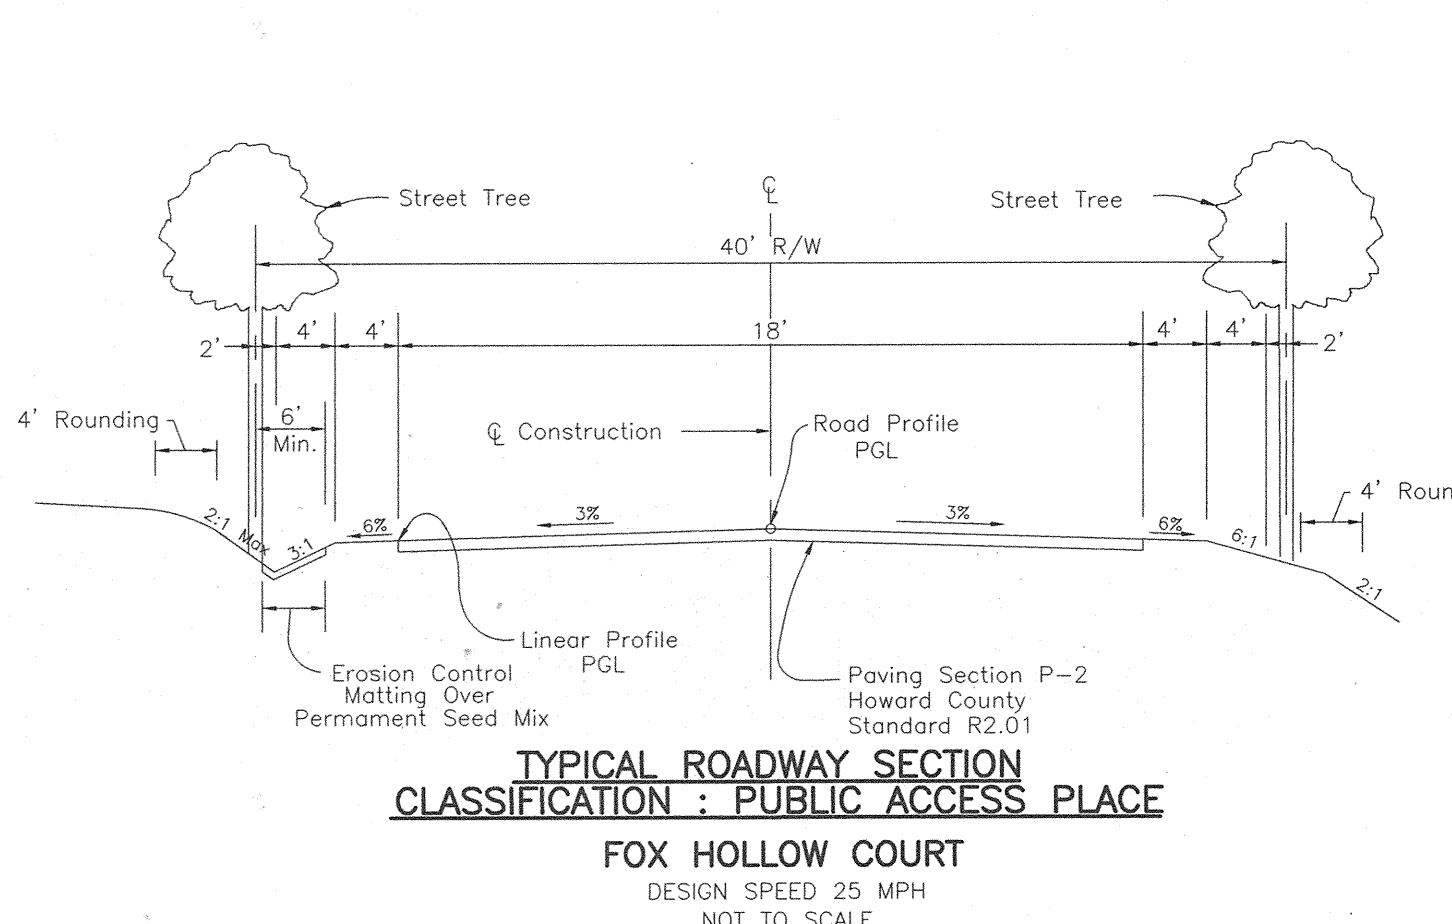 ℄
Street Tree
Street Tree
40' R/W
2'
4'
4'
18'
4'
4'
2'
4' Rounding
6'
Min.
℄ Construction
Road Profile
PGL
4' Roun
2:1 Max
3:1
6%
3%
3%
6%
6:1
2:1
Linear Profile
PGL
Erosion Control
Matting Over
Permament Seed Mix
Paving Section P-2
Howard County
Standard R2.01
TYPICAL ROADWAY SECTION
CLASSIFICATION : PUBLIC ACCESS PLACE
FOX HOLLOW COURT
DESIGN SPEED 25 MPH
NOT TO SCALE